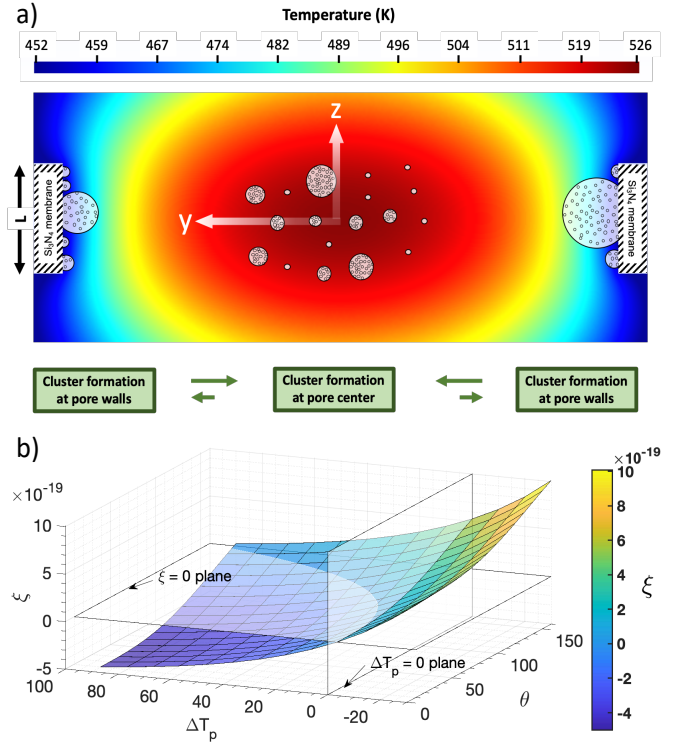 a)
Temperature (K)
452 459 467 474 482 489 496 504 511 519 526
z
y
L
Si₃N₄ membrane
Si₃N₄ membrane
Cluster formation
at pore walls
Cluster formation
at pore center
Cluster formation
at pore walls
b)
×10⁻¹⁹
10
5
0
-5
ξ
ξ = 0 plane
ΔTₚ = 0 plane
100 80 60 40 20 0 -20
ΔTₚ
0 50 100 150
θ
×10⁻¹⁹
10
8
6
4
2
0
-2
-4
ξ